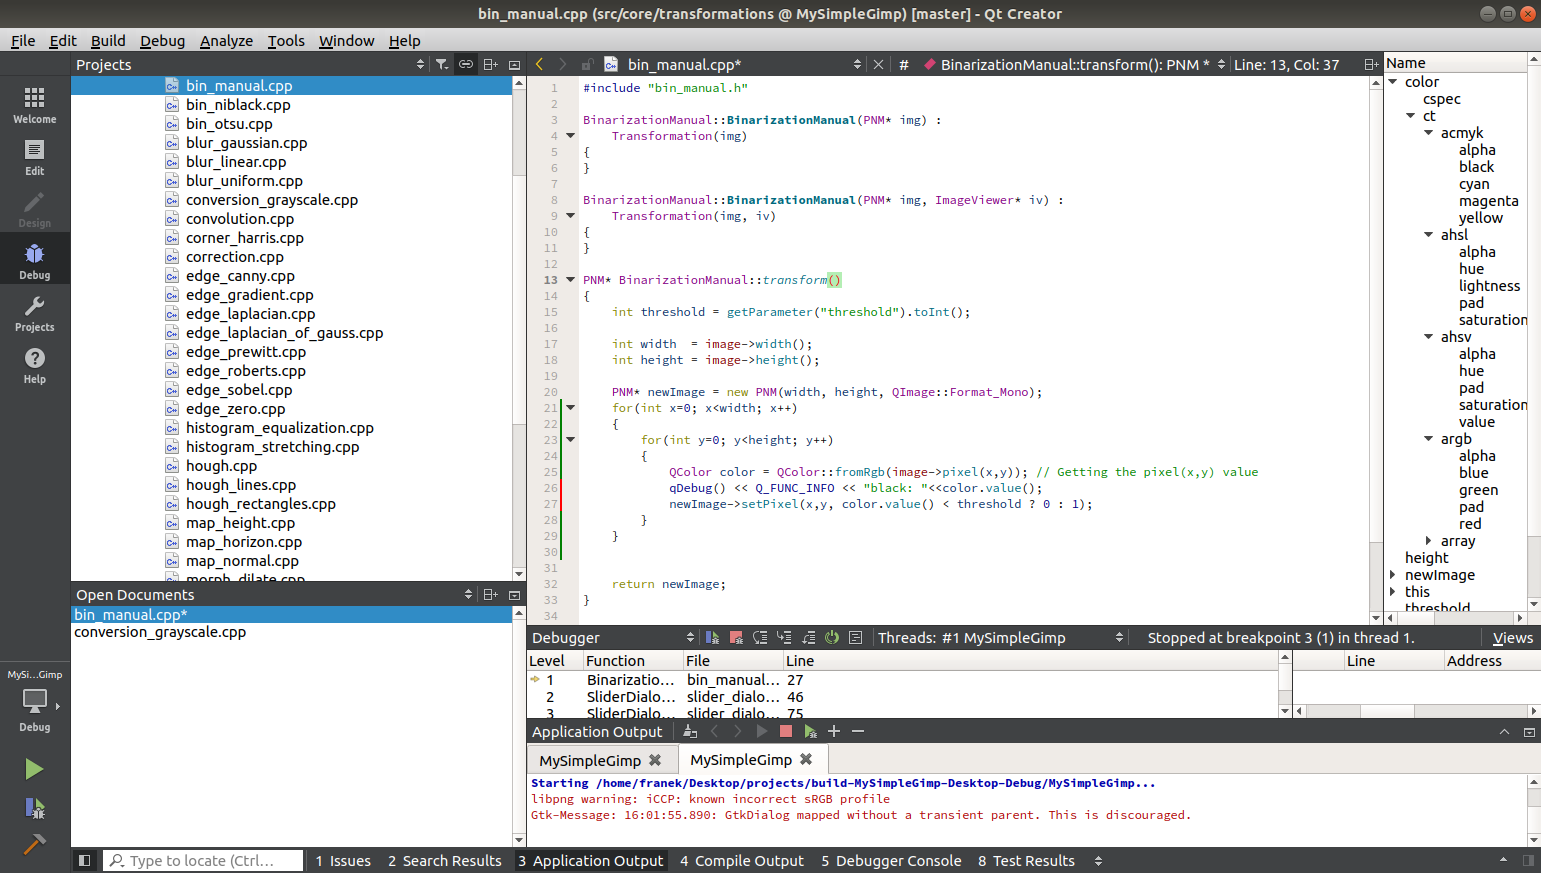 bin_manual.cpp (src/core/transformations @ MySimpleGimp) [master] - Qt Creator
File Edit Build Debug Analyze Tools Window Help
Welcome
Edit
Design
Debug
Projects
Help
MySi...Gimp
Debug
Projects
bin_manual.cpp
bin_niblack.cpp
bin_otsu.cpp
blur_gaussian.cpp
blur_linear.cpp
blur_uniform.cpp
conversion_grayscale.cpp
convolution.cpp
corner_harris.cpp
correction.cpp
edge_canny.cpp
edge_gradient.cpp
edge_laplacian.cpp
edge_laplacian_of_gauss.cpp
edge_prewitt.cpp
edge_roberts.cpp
edge_sobel.cpp
edge_zero.cpp
histogram_equalization.cpp
histogram_stretching.cpp
hough.cpp
hough_lines.cpp
hough_rectangles.cpp
map_height.cpp
map_horizon.cpp
map_normal.cpp
morph_dilate.cpp
Open Documents
bin_manual.cpp*
conversion_grayscale.cpp
bin_manual.cpp* # BinarizationManual::transform(): PNM * Line: 13, Col: 37
1 #include "bin_manual.h"
2
3 BinarizationManual::BinarizationManual(PNM* img) :
4 Transformation(img)
5 {
6 }
7
8 BinarizationManual::BinarizationManual(PNM* img, ImageViewer* iv) :
9 Transformation(img, iv)
10 {
11 }
12
13 PNM* BinarizationManual::transform()
14 {
15 int threshold = getParameter("threshold").toInt();
16
17 int width  = image->width();
18 int height = image->height();
19
20 PNM* newImage = new PNM(width, height, QImage::Format_Mono);
21 for(int x=0; x<width; x++)
22 {
23 for(int y=0; y<height; y++)
24 {
25 QColor color = QColor::fromRgb(image->pixel(x,y)); // Getting the pixel(x,y) value
26 qDebug() << Q_FUNC_INFO << "black: "<<color.value();
27 newImage->setPixel(x,y, color.value() < threshold ? 0 : 1);
28 }
29 }
30
31
32 return newImage;
33 }
34
Name
color
cspec
ct
acmyk
alpha
black
cyan
magenta
yellow
ahsl
alpha
hue
lightness
pad
saturation
ahsv
alpha
hue
pad
saturation
value
argb
alpha
blue
green
pad
red
array
height
newImage
this
threshold
Debugger Threads: #1 MySimpleGimp Stopped at breakpoint 3 (1) in thread 1. Views
Level Function File Line
1 Binarizatio... bin_manual... 27
2 SliderDialo... slider_dialo... 46
3 SliderDialo... slider_dialo... 75
Line Address
Application Output
MySimpleGimp MySimpleGimp
Starting /home/franek/Desktop/projects/build-MySimpleGimp-Desktop-Debug/MySimpleGimp...
libpng warning: iCCP: known incorrect sRGB profile
Gtk-Message: 16:01:55.890: GtkDialog mapped without a transient parent. This is discouraged.
Type to locate (Ctrl... 1 Issues 2 Search Results 3 Application Output 4 Compile Output 5 Debugger Console 8 Test Results